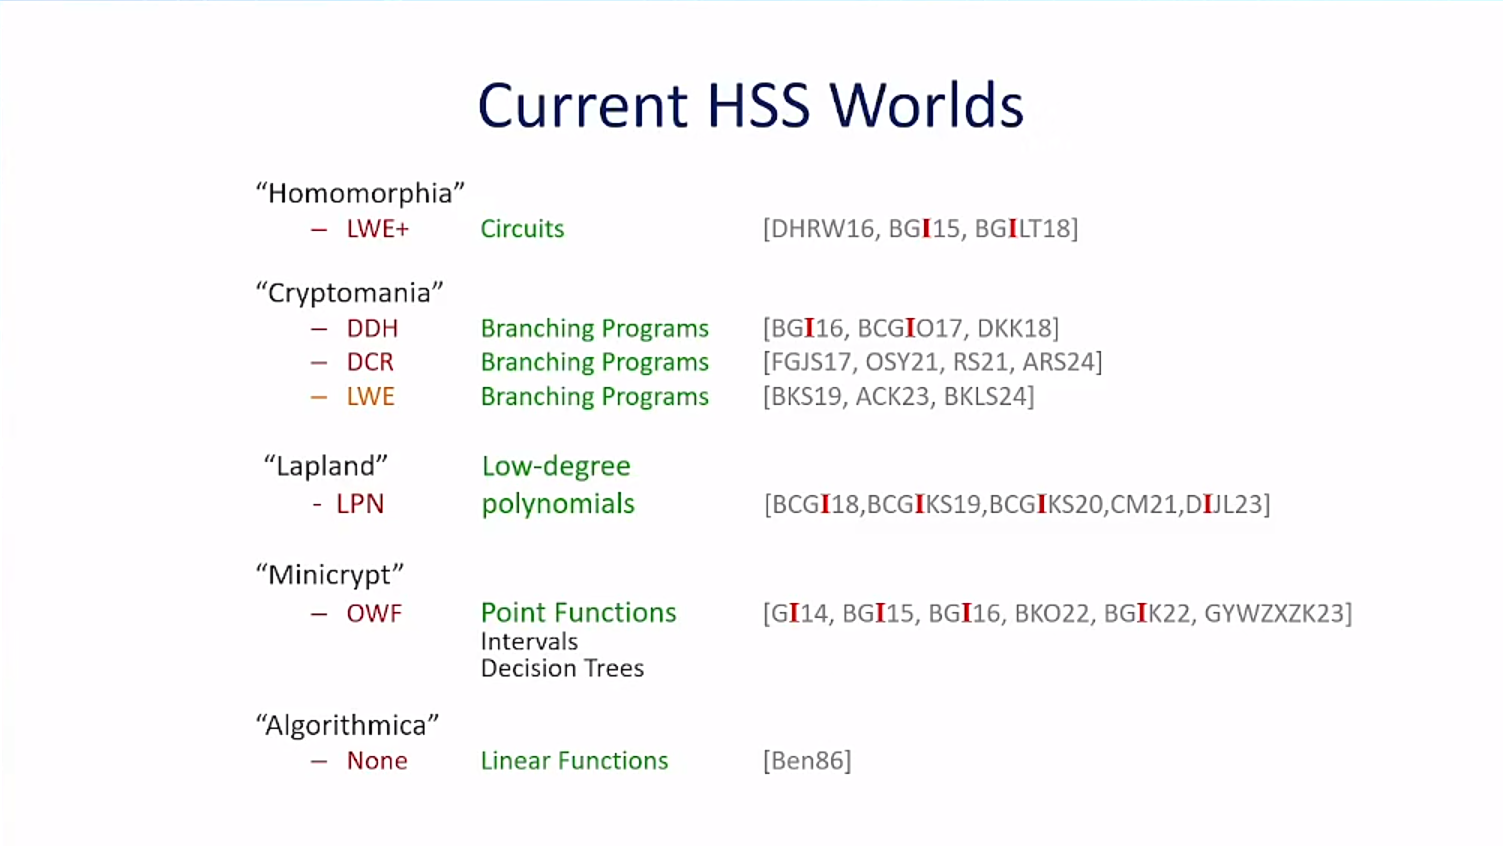 Current HSS Worlds
“Homomorphia”
– LWE+ Circuits [DHRW16, BGI15, BGILT18]
“Cryptomania”
– DDH Branching Programs [BGI16, BCGIO17, DKK18]
– DCR Branching Programs [FGJS17, OSY21, RS21, ARS24]
– LWE Branching Programs [BKS19, ACK23, BKLS24]
“Lapland” Low-degree
- LPN polynomials [BCGI18,BCGIKS19,BCGIKS20,CM21,DIJL23]
“Minicrypt”
– OWF Point Functions [GI14, BGI15, BGI16, BKO22, BGIK22, GYWZXZK23]
Intervals
Decision Trees
“Algorithmica”
– None Linear Functions [Ben86]